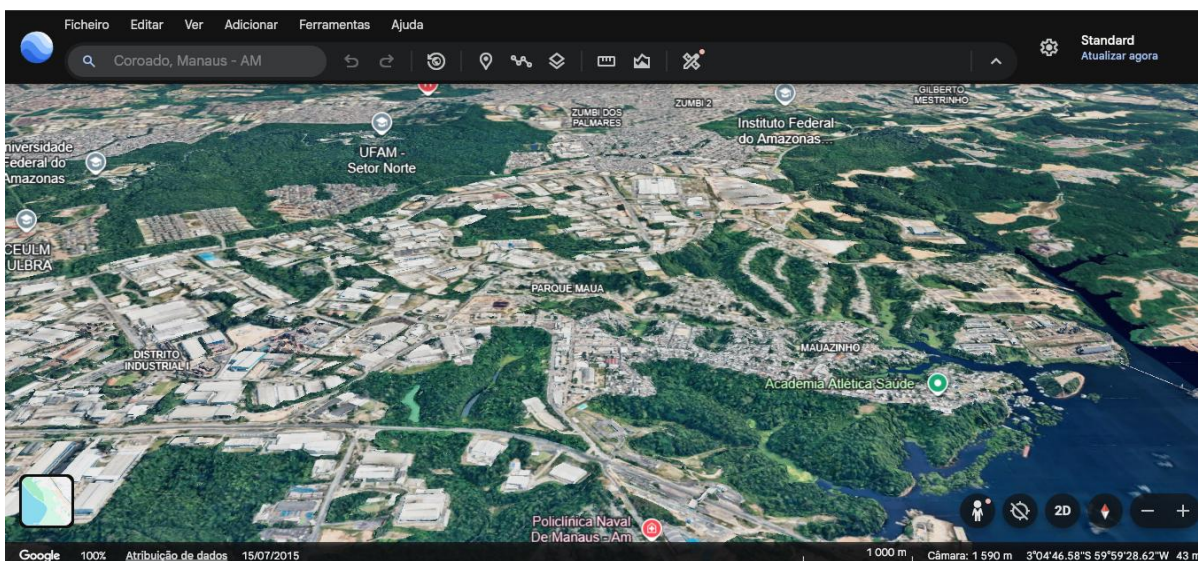 Ficheiro Editar Ver Adicionar Ferramentas Ajuda
Coroado, Manaus - AM
Standard
Atualizar agora
GILBERTO
MESTRINHO
ZUMBI 2
ZUMBI DOS
PALMARES
Instituto Federal
do Amazonas...
UFAM -
Setor Norte
niversidade
ederal do
Amazonas
CEULM
ULBRA
PARQUE MAUA
DISTRITO
INDUSTRIAL I
MAUAZINHO
Academia Atlética Saúde
Policlínica Naval
De Manaus - Am
2D
Google 100% Atribuição de dados 15/07/2015
1 000 m Câmara: 1 590 m 3°04'46.58"S 59°59'28.62"W 43 m